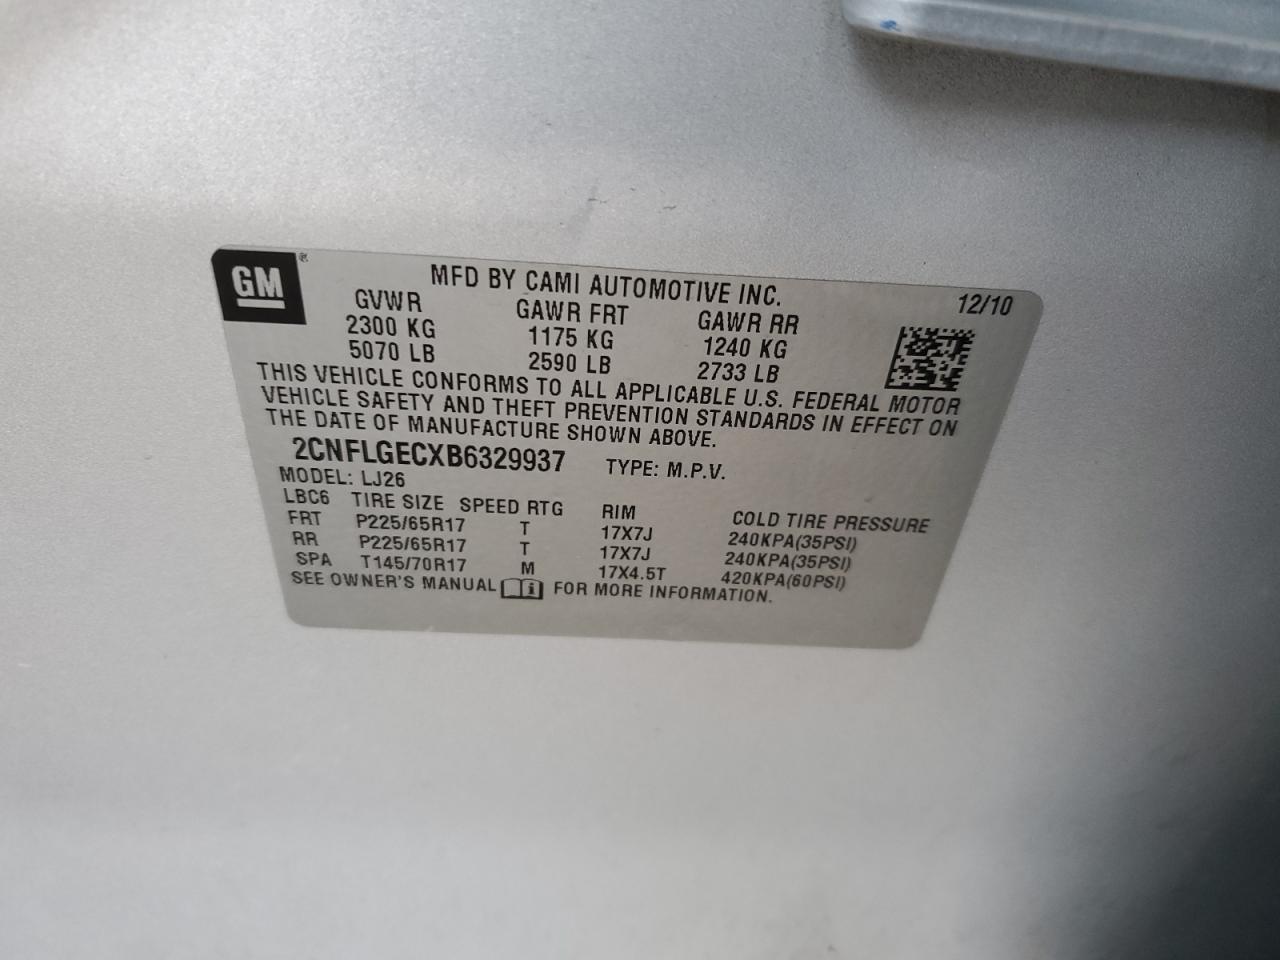 GM ®
MFD BY CAMI AUTOMOTIVE INC.
12/10
GVWR GAWR FRT GAWR RR
2300 KG 1175 KG 1240 KG
5070 LB 2590 LB 2733 LB
THIS VEHICLE CONFORMS TO ALL APPLICABLE U.S. FEDERAL MOTOR
VEHICLE SAFETY AND THEFT PREVENTION STANDARDS IN EFFECT ON
THE DATE OF MANUFACTURE SHOWN ABOVE.
2CNFLGECXB6329937 TYPE: M.P.V.
MODEL: LJ26
LBC6 TIRE SIZE SPEED RTG RIM COLD TIRE PRESSURE
FRT P225/65R17 T 17X7J 240KPA(35PSI)
RR P225/65R17 T 17X7J 240KPA(35PSI)
SPA T145/70R17 M 17X4.5T 420KPA(60PSI)
SEE OWNER'S MANUAL i FOR MORE INFORMATION.